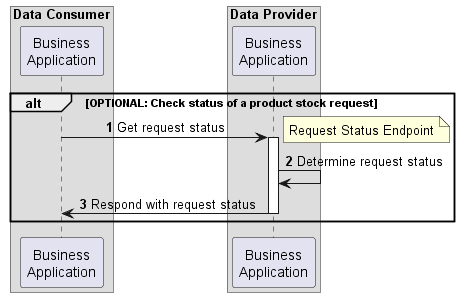 Data Consumer
Data Provider
Business
Application
Business
Application
alt
[OPTIONAL: Check status of a product stock request]
1 Get request status
Request Status Endpoint
2 Determine request status
3 Respond with request status
Business
Application
Business
Application